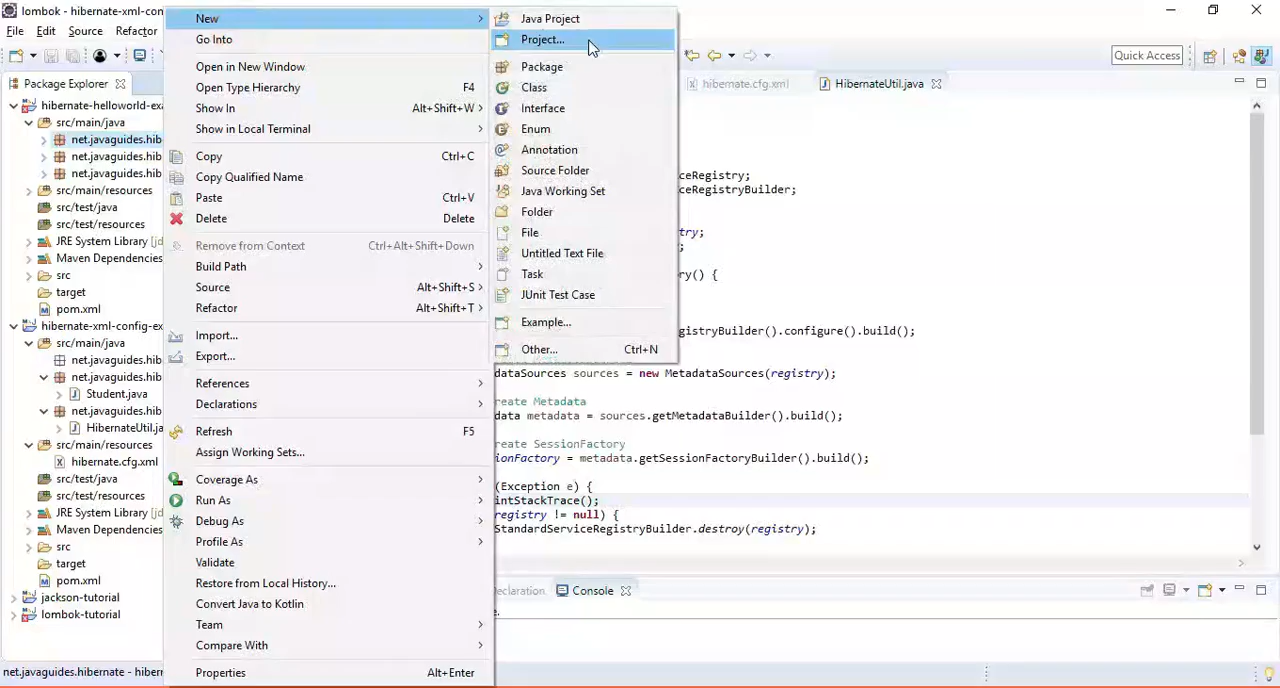 lombok - hibernate-xml-con
File Edit Source Refactor
Quick Access
Package Explorer
hibernate-helloworld-exa
src/main/java
net.javaguides.hib
net.javaguides.hib
net.javaguides.hib
src/main/resources
src/test/java
src/test/resources
JRE System Library [jd
Maven Dependencies
src
target
pom.xml
hibernate-xml-config-ex
src/main/java
net.javaguides.hib
net.javaguides.hib
Student.java
net.javaguides.hib
HibernateUtil.ja
src/main/resources
hibernate.cfg.xml
src/test/java
src/test/resources
JRE System Library [jd
Maven Dependencies
src
target
pom.xml
jackson-tutorial
lombok-tutorial
net.javaguides.hibernate - hiber
New
Go Into
Open in New Window
Open Type Hierarchy F4
Show In Alt+Shift+W
Show in Local Terminal
Copy Ctrl+C
Copy Qualified Name
Paste Ctrl+V
Delete Delete
Remove from Context Ctrl+Alt+Shift+Down
Build Path
Source Alt+Shift+S
Refactor Alt+Shift+T
Import...
Export...
References
Declarations
Refresh F5
Assign Working Sets...
Coverage As
Run As
Debug As
Profile As
Validate
Restore from Local History...
Convert Java to Kotlin
Team
Compare With
Properties Alt+Enter
Java Project
Project...
Package
Class
Interface
Enum
Annotation
Source Folder
Java Working Set
Folder
File
Untitled Text File
Task
JUnit Test Case
Example...
Other... Ctrl+N
hibernate.cfg.xml HibernateUtil.java
ceRegistry;
ceRegistryBuilder;
try;
;
ry() {
gistryBuilder().configure().build();
dataSources sources = new MetadataSources(registry);
reate Metadata
data metadata = sources.getMetadataBuilder().build();
reate SessionFactory
ionFactory = metadata.getSessionFactoryBuilder().build();
(Exception e) {
intStackTrace();
registry != null) {
StandardServiceRegistryBuilder.destroy(registry);
Declaration Console
e.